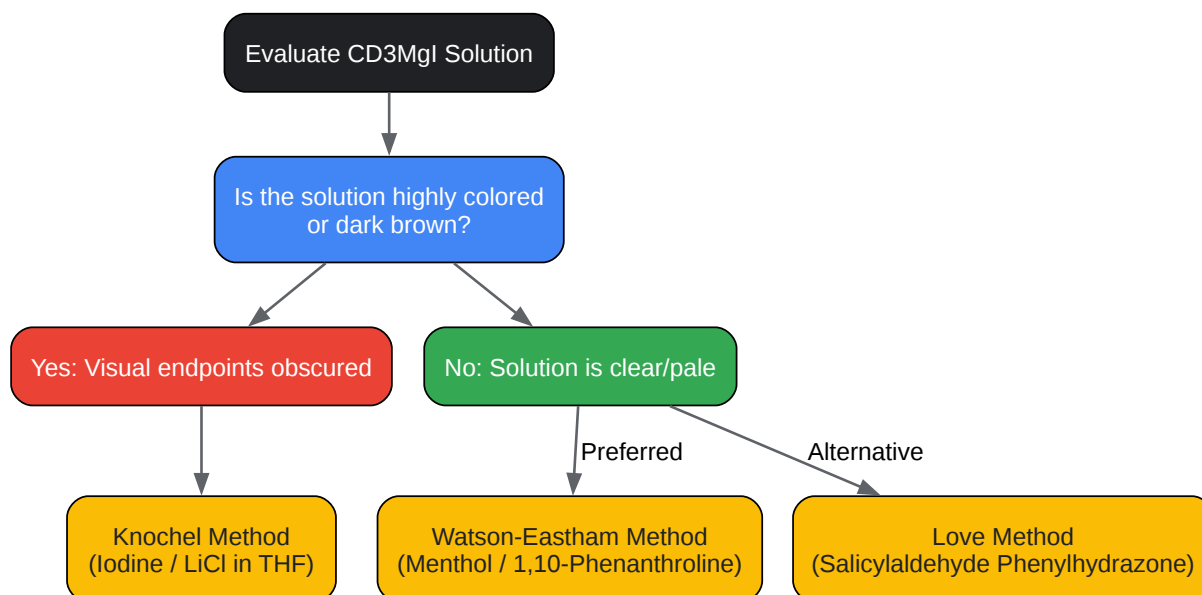 Evaluate CD3MgI Solution
Is the solution highly colored
or dark brown?
Yes: Visual endpoints obscured
No: Solution is clear/pale
Preferred
Alternative
Knochel Method
(Iodine / LiCl in THF)
Watson-Eastham Method
(Menthol / 1,10-Phenanthroline)
Love Method
(Salicylaldehyde Phenylhydrazone)